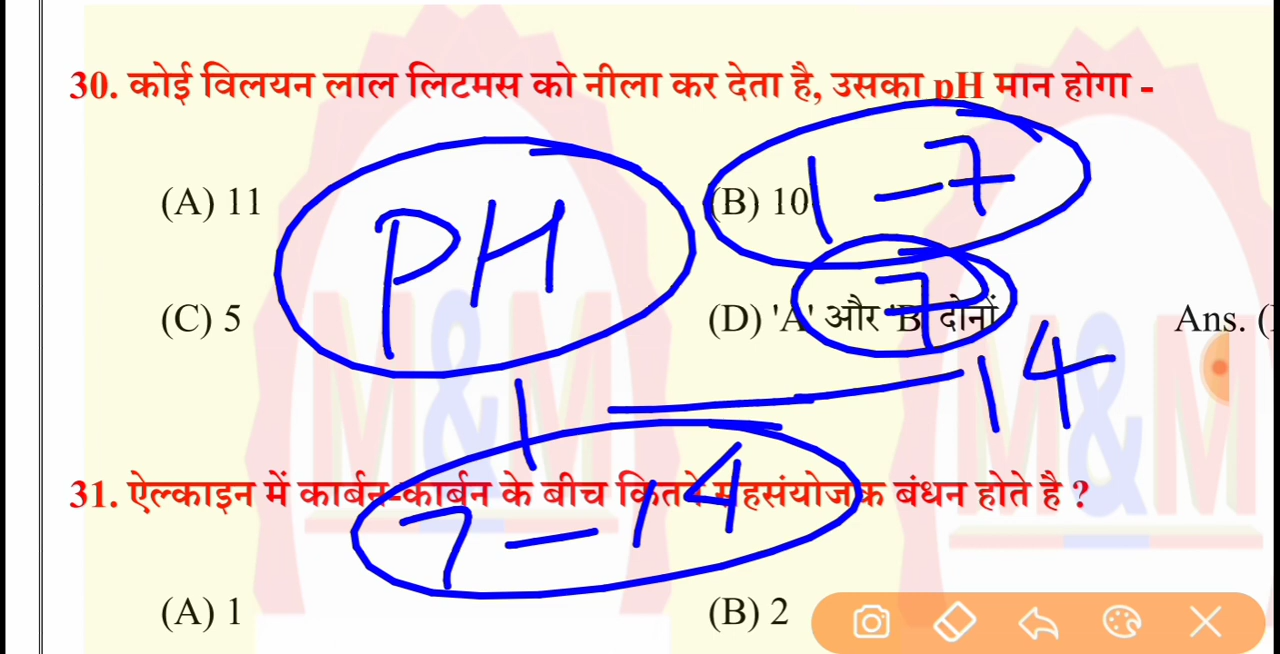 30. कोई विलयन लाल लिटमस को नीला कर देता है, उसका pH मान होगा -
(A) 11
(B) 10
1 - 7
PH
7
(C) 5
(D) 'A' और 'B' दोनों
Ans. (
1 — 14
31. ऐल्काइन में कार्बन-कार्बन के बीच कितने सहसंयोजक बंधन होते है ?
7 - 14
(A) 1
(B) 2
M&M
M&M